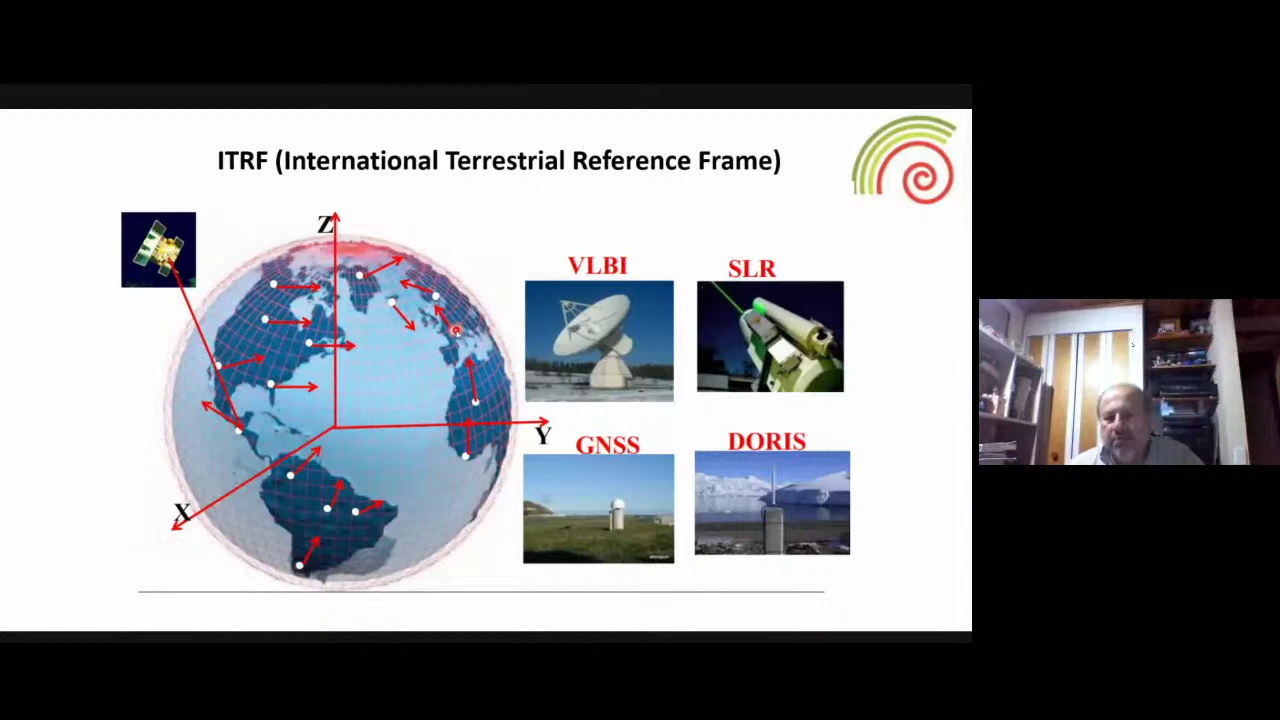 ITRF (International Terrestrial Reference Frame)
Z
VLBI
SLR
Y
GNSS
DORIS
X